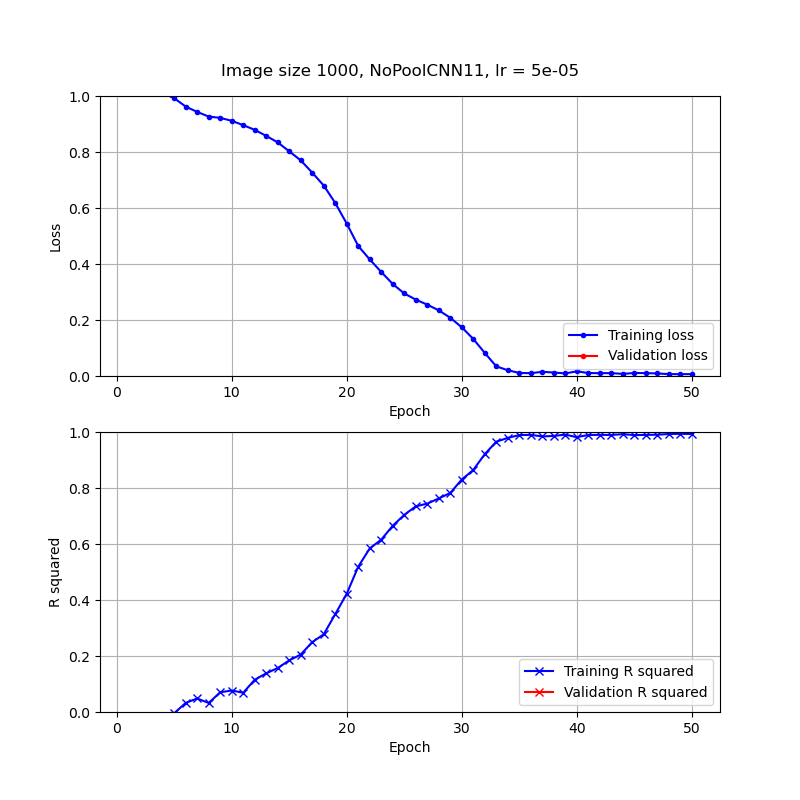 Image size 1000, NoPoolCNN11, lr = 5e-05
1.0
0.8
0.6
0.4
0.2
0.0
Loss
Training loss
Validation loss
0 10 20 30 40 50
Epoch
1.0
0.8
0.6
0.4
0.2
0.0
R squared
Training R squared
Validation R squared
0 10 20 30 40 50
Epoch